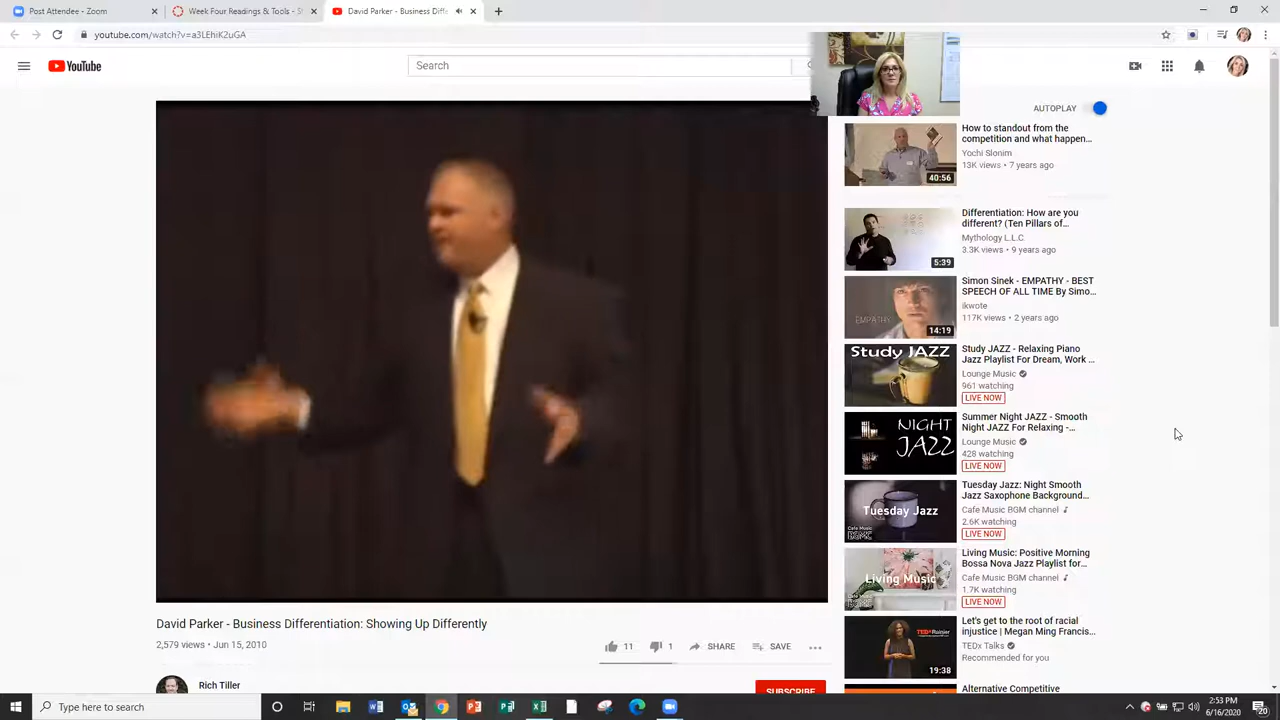 Post Attendee - Zoom
Week Four Readings & Tools - S
David Parker - Business Diffe
youtube.com/watch?v=a3LEhiK2uGA
YouTube
Search
AUTOPLAY
How to standout from the
competition and what happen...
Yochi Slonim
13K views • 7 years ago
40:56
Differentiation: How are you
different? (Ten Pillars of...
Mythology L.L.C.
3.3K views • 9 years ago
5:39
Simon Sinek - EMPATHY - BEST
SPEECH OF ALL TIME By Simo...
ikwote
117K views • 2 years ago
EMPATHY
14:19
Study JAZZ
Study JAZZ - Relaxing Piano
Jazz Playlist For Dream, Work ...
Lounge Music
961 watching
LIVE NOW
NIGHT
JAZZ
Summer Night JAZZ - Smooth
Night JAZZ For Relaxing -...
Lounge Music
428 watching
LIVE NOW
Tuesday Jazz
Cafe Music
BGM
Tuesday Jazz: Night Smooth
Jazz Saxophone Background...
Cafe Music BGM channel
2.6K watching
LIVE NOW
Living Music
Cafe Music
BGM
Living Music: Positive Morning
Bossa Nova Jazz Playlist for...
Cafe Music BGM channel
1.7K watching
LIVE NOW
TEDxRainier
19:38
Let's get to the root of racial
injustice | Megan Ming Francis...
TEDx Talks
Recommended for you
Alternative Competitive
David Parker - Business Differentiation: Showing Up Differently
2,579 views • Jun 15, 2010
11
1
SHARE
SAVE
Rich Tiller
SUBSCRIBE
Type here to search
2:53 PM
6/16/2020
20